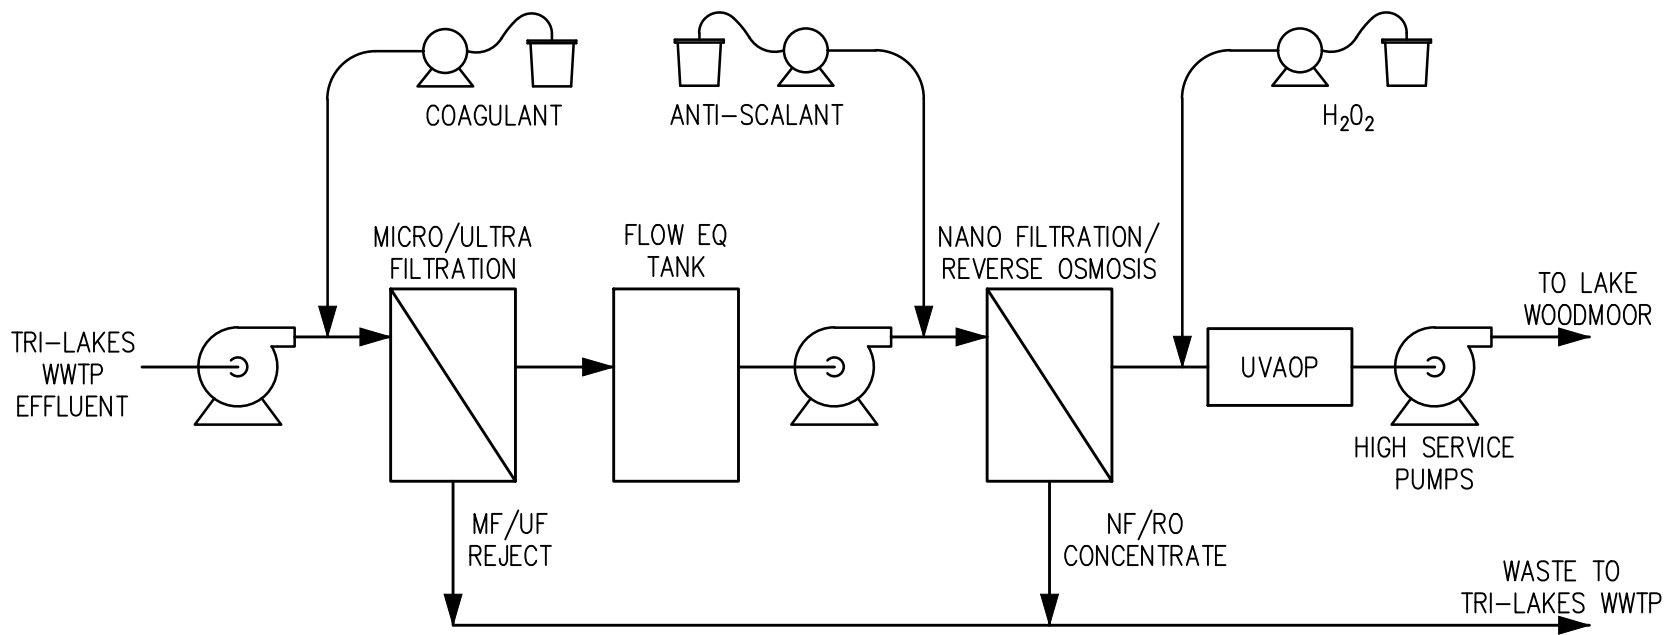 COAGULANT
ANTI-SCALANT
H₂O₂
MICRO/ULTRA
FILTRATION
FLOW EQ
TANK
NANO FILTRATION/
REVERSE OSMOSIS
TO LAKE
WOODMOOR
TRI-LAKES
WWTP
EFFLUENT
UVAOP
HIGH SERVICE
PUMPS
MF/UF
REJECT
NF/RO
CONCENTRATE
WASTE TO
TRI-LAKES WWTP